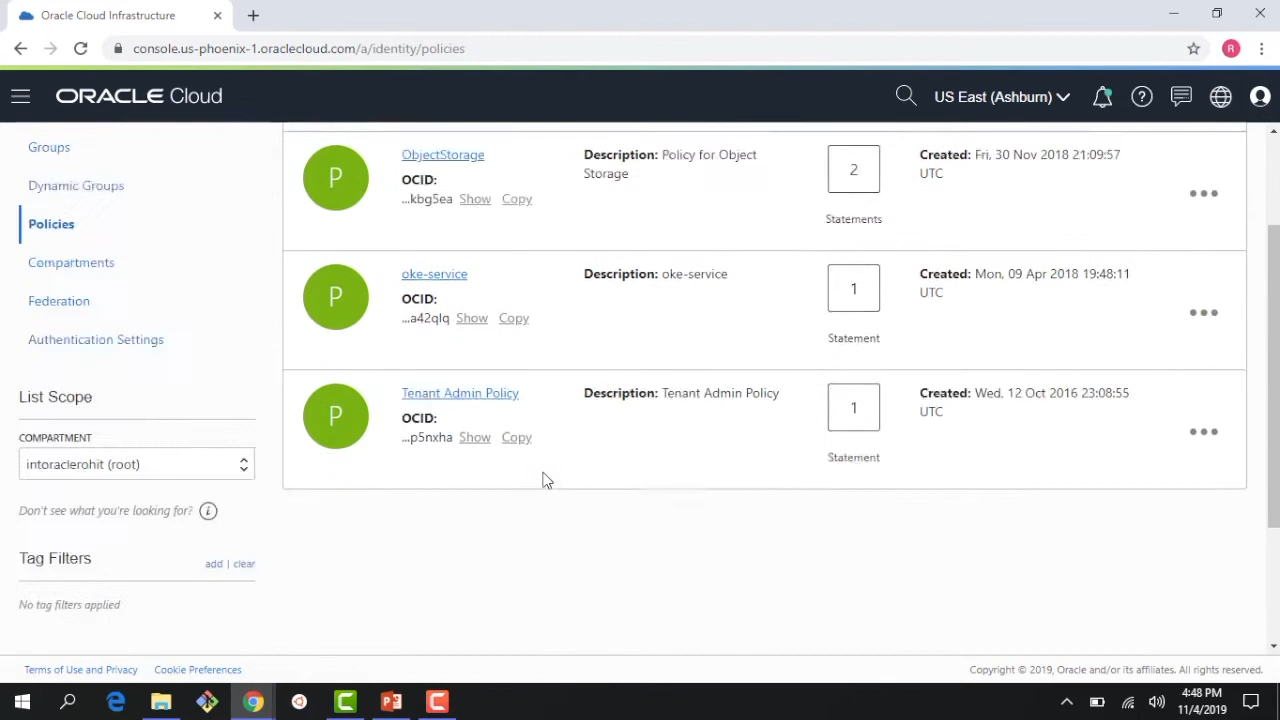 Oracle Cloud Infrastructure
console.us-phoenix-1.oraclecloud.com/a/identity/policies
R
ORACLE Cloud
US East (Ashburn)
Groups
Dynamic Groups
Policies
Compartments
Federation
Authentication Settings
List Scope
COMPARTMENT
intoraclerohit (root)
Don't see what you're looking for?
Tag Filters
add | clear
No tag filters applied
P
ObjectStorage
OCID:
...kbg5ea Show Copy
Description: Policy for Object
Storage
2
Statements
Created: Fri, 30 Nov 2018 21:09:57
UTC
P
oke-service
OCID:
...a42qlq Show Copy
Description: oke-service
1
Statement
Created: Mon, 09 Apr 2018 19:48:11
UTC
P
Tenant Admin Policy
OCID:
...p5nxha Show Copy
Description: Tenant Admin Policy
1
Statement
Created: Wed, 12 Oct 2016 23:08:55
UTC
Terms of Use and Privacy Cookie Preferences
Copyright © 2019, Oracle and/or its affiliates. All rights reserved.
4:48 PM
11/4/2019